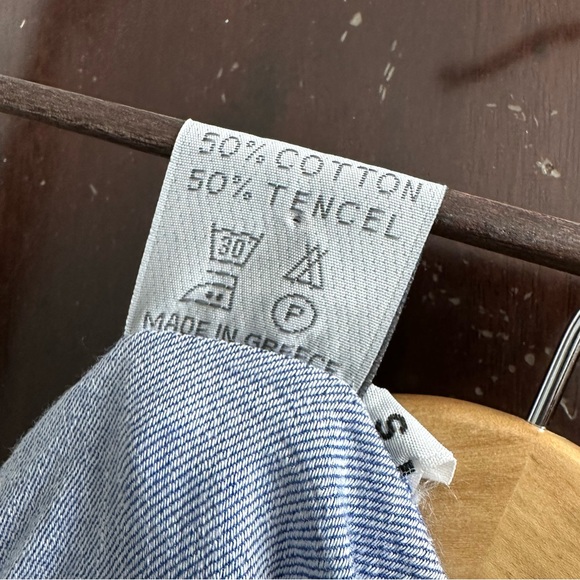 50% COTTON
50% TENCEL
30
P
MADE IN GREECE
S